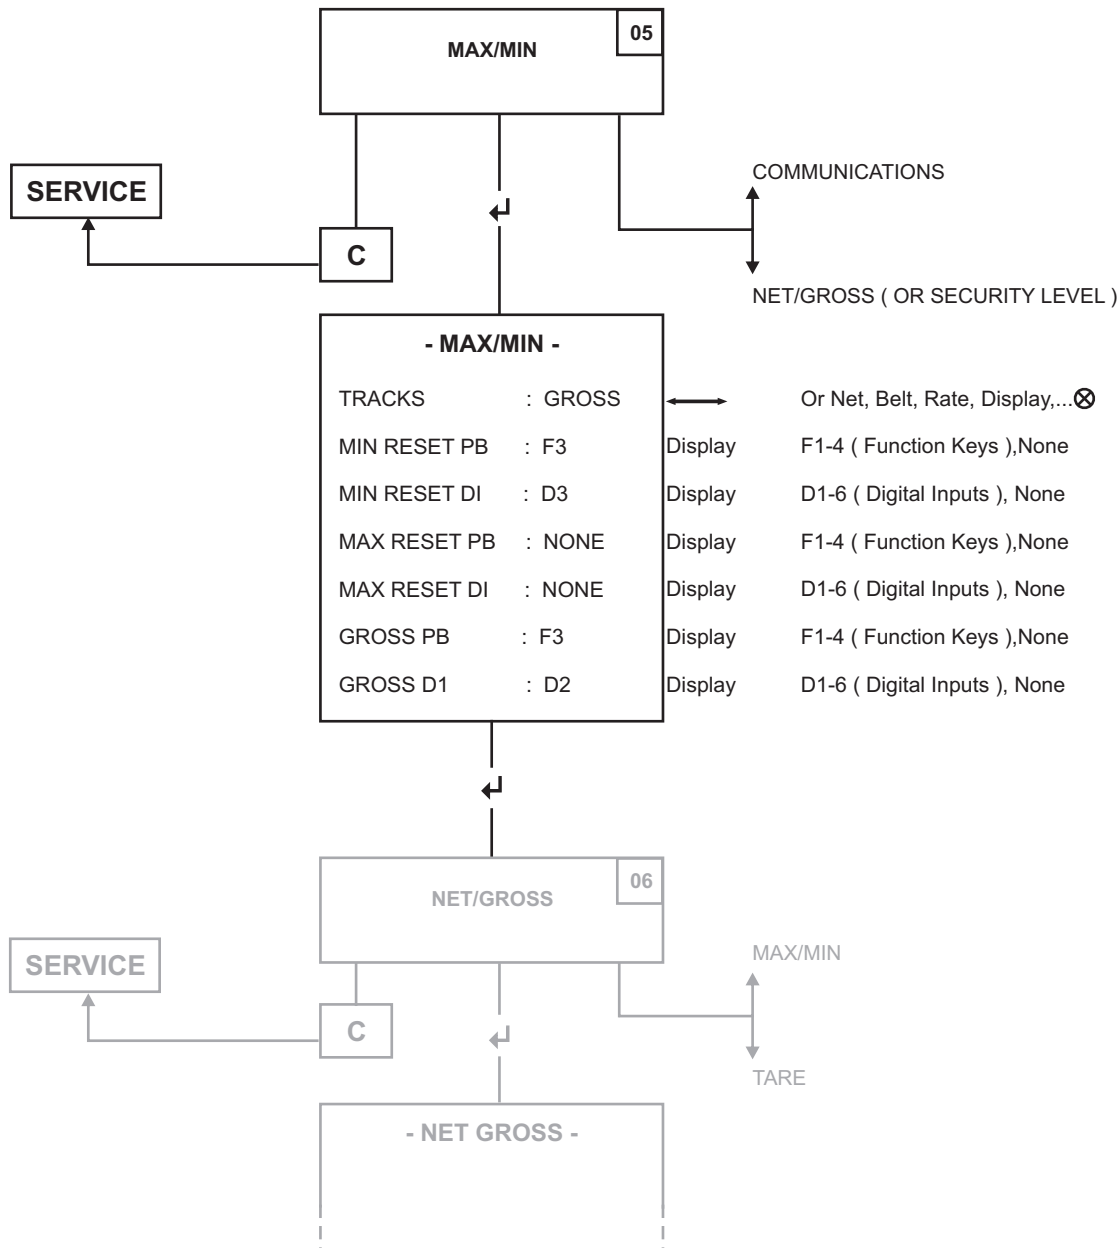 MAX/MIN
05
COMMUNICATIONS
SERVICE
C
NET/GROSS ( OR SECURITY LEVEL )
- MAX/MIN -
TRACKS : GROSS Or Net, Belt, Rate, Display,...
MIN RESET PB : F3 Display F1-4 ( Function Keys ),None
MIN RESET DI : D3 Display D1-6 ( Digital Inputs ), None
MAX RESET PB : NONE Display F1-4 ( Function Keys ),None
MAX RESET DI : NONE Display D1-6 ( Digital Inputs ), None
GROSS PB : F3 Display F1-4 ( Function Keys ),None
GROSS D1 : D2 Display D1-6 ( Digital Inputs ), None
NET/GROSS
06
MAX/MIN
SERVICE
C
TARE
- NET GROSS -